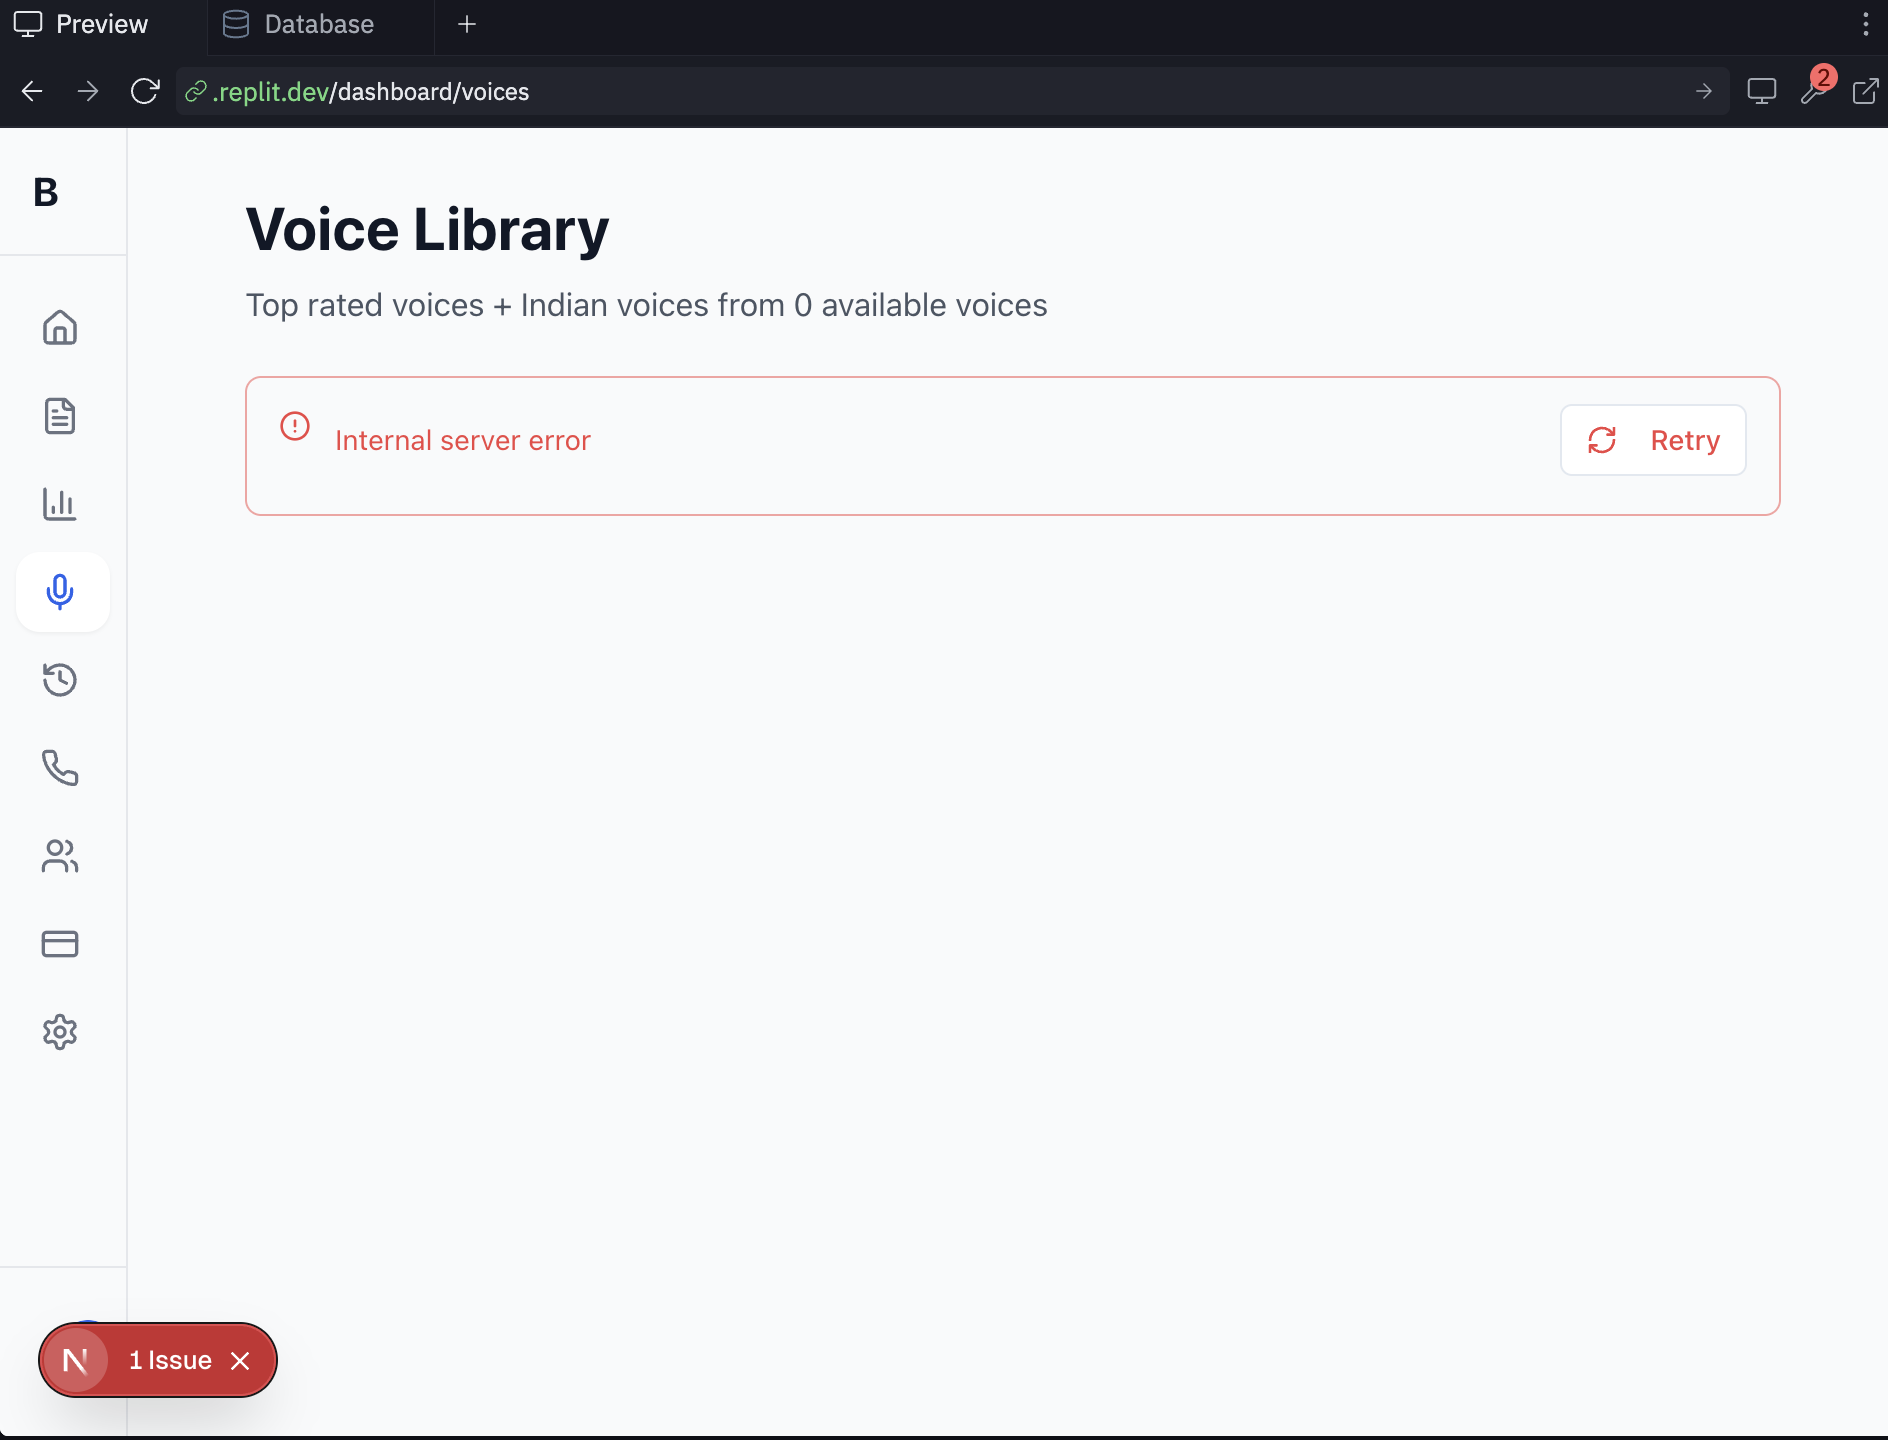 Preview
Database
.replit.dev/dashboard/voices
2
B
Voice Library
Top rated voices + Indian voices from 0 available voices
Internal server error
Retry
N
1 Issue